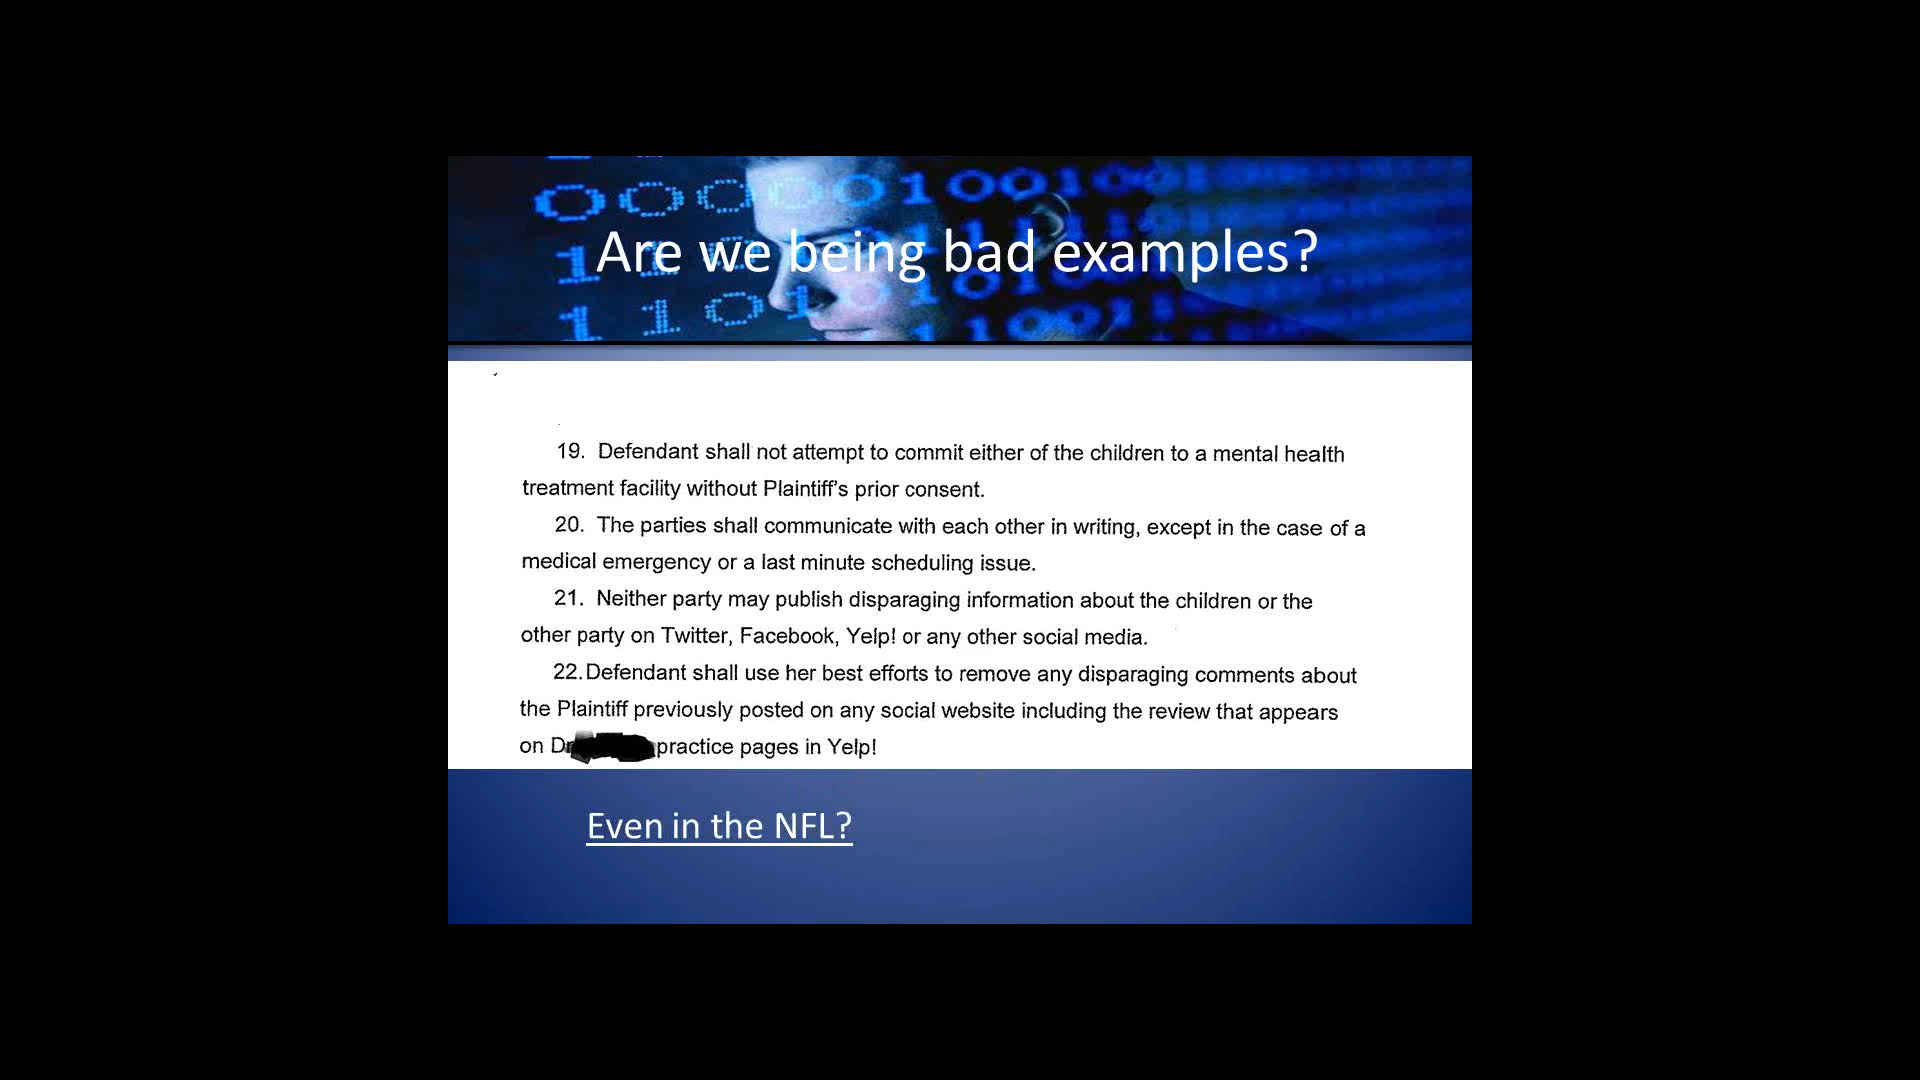 Are we being bad examples?
19. Defendant shall not attempt to commit either of the children to a mental health
treatment facility without Plaintiff's prior consent.
20. The parties shall communicate with each other in writing, except in the case of a
medical emergency or a last minute scheduling issue.
21. Neither party may publish disparaging information about the children or the
other party on Twitter, Facebook, Yelp! or any other social media.
22. Defendant shall use her best efforts to remove any disparaging comments about
the Plaintiff previously posted on any social website including the review that appears
on Dr practice pages in Yelp!
Even in the NFL?